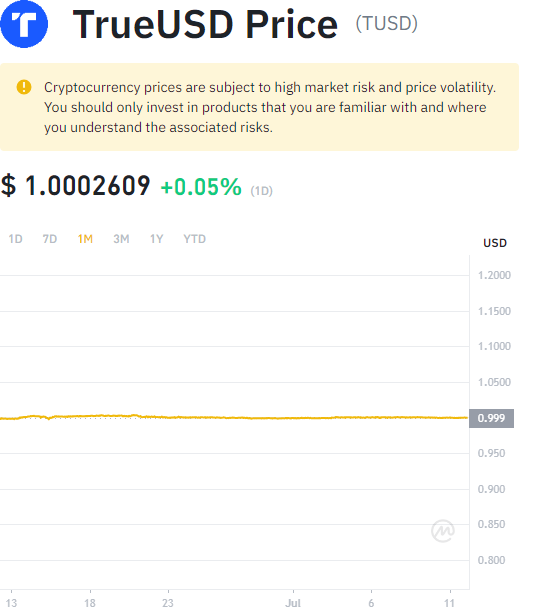 TrueUSD Price (TUSD)
Cryptocurrency prices are subject to high market risk and price volatility.
You should only invest in products that you are familiar with and where
you understand the associated risks.
$ 1.0002609 +0.05% (1D)
1D 7D 1M 3M 1Y YTD
USD
1.2000
1.1500
1.1000
1.0500
0.999
0.950
0.900
0.850
0.800
13 18 23 Jul 6 11